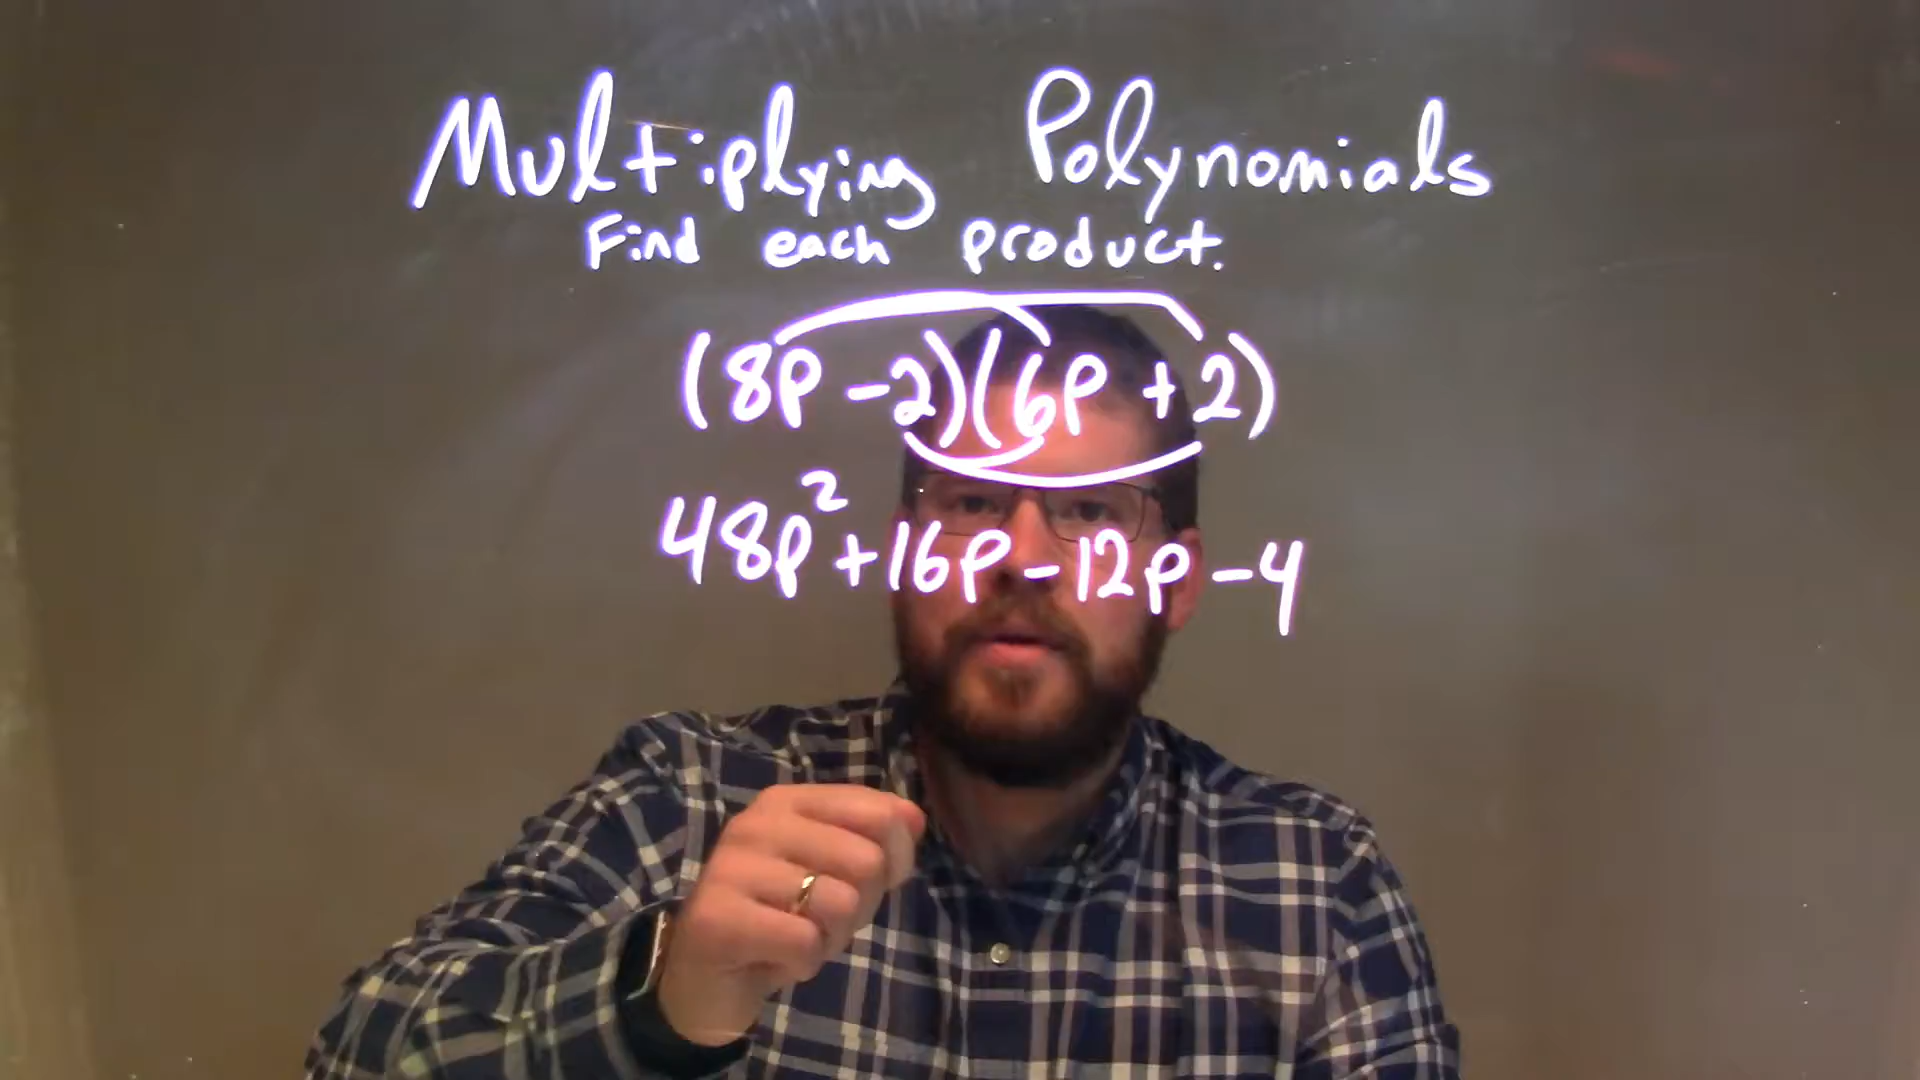 Multiplying Polynomials
Find each product.
(8p - 2)(6p + 2)
48p² + 16p - 12p - 4